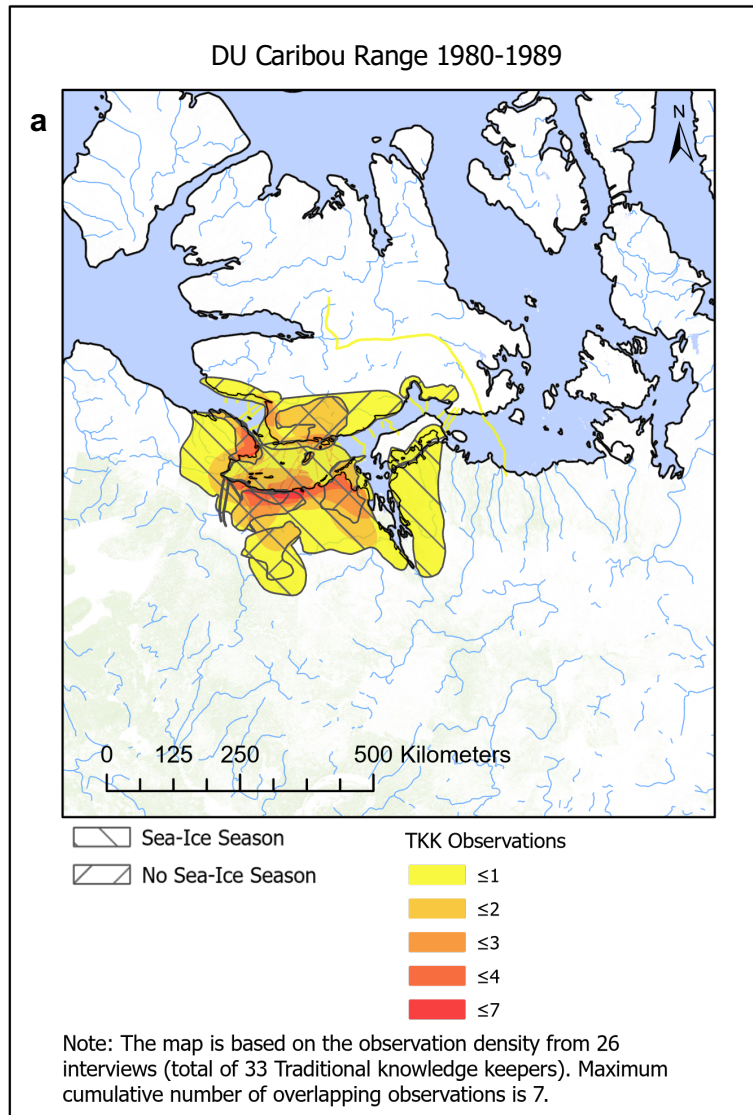 DU Caribou Range 1980-1989
a
N
0 125 250 500 Kilometers
Sea-Ice Season
No Sea-Ice Season
TKK Observations
≤1
≤2
≤3
≤4
≤7
Note: The map is based on the observation density from 26
interviews (total of 33 Traditional knowledge keepers). Maximum
cumulative number of overlapping observations is 7.